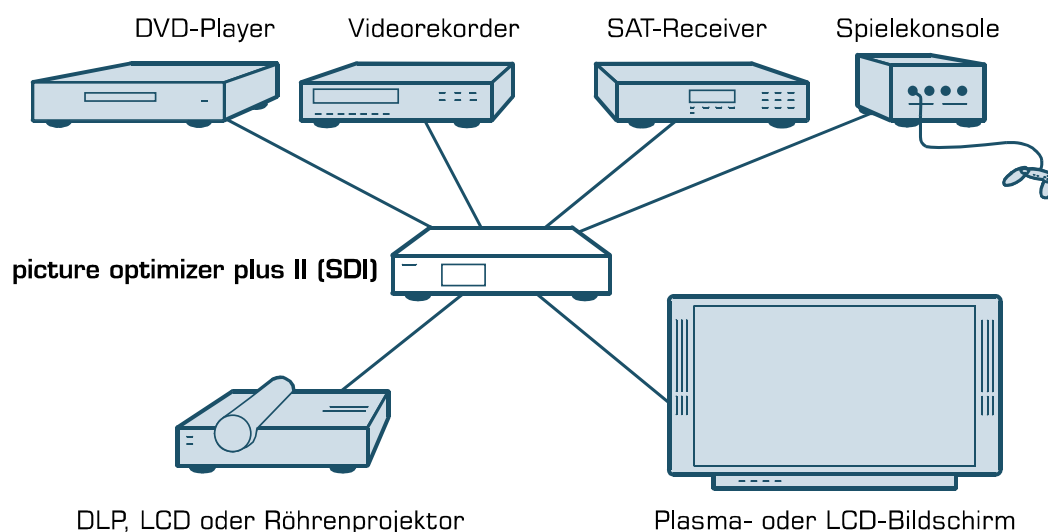 DVD-Player
Videorekorder
SAT-Receiver
Spielekonsole
picture optimizer plus II (SDI)
DLP, LCD oder Röhrenprojektor
Plasma- oder LCD-Bildschirm